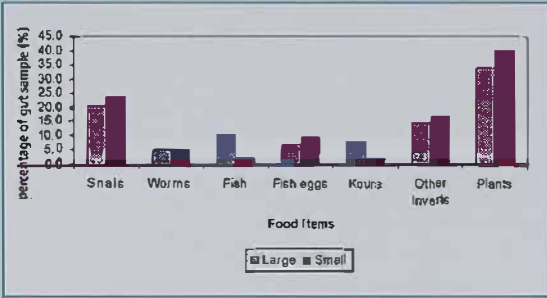 percentage of gut sample (%)
45.0
40.0
35.0
30.0
25.0
20.0
15.0
10.0
5.0
0.0
Snails Worms Fish Fish eggs Koura Other Inverts Plants
Food Items
Large Small